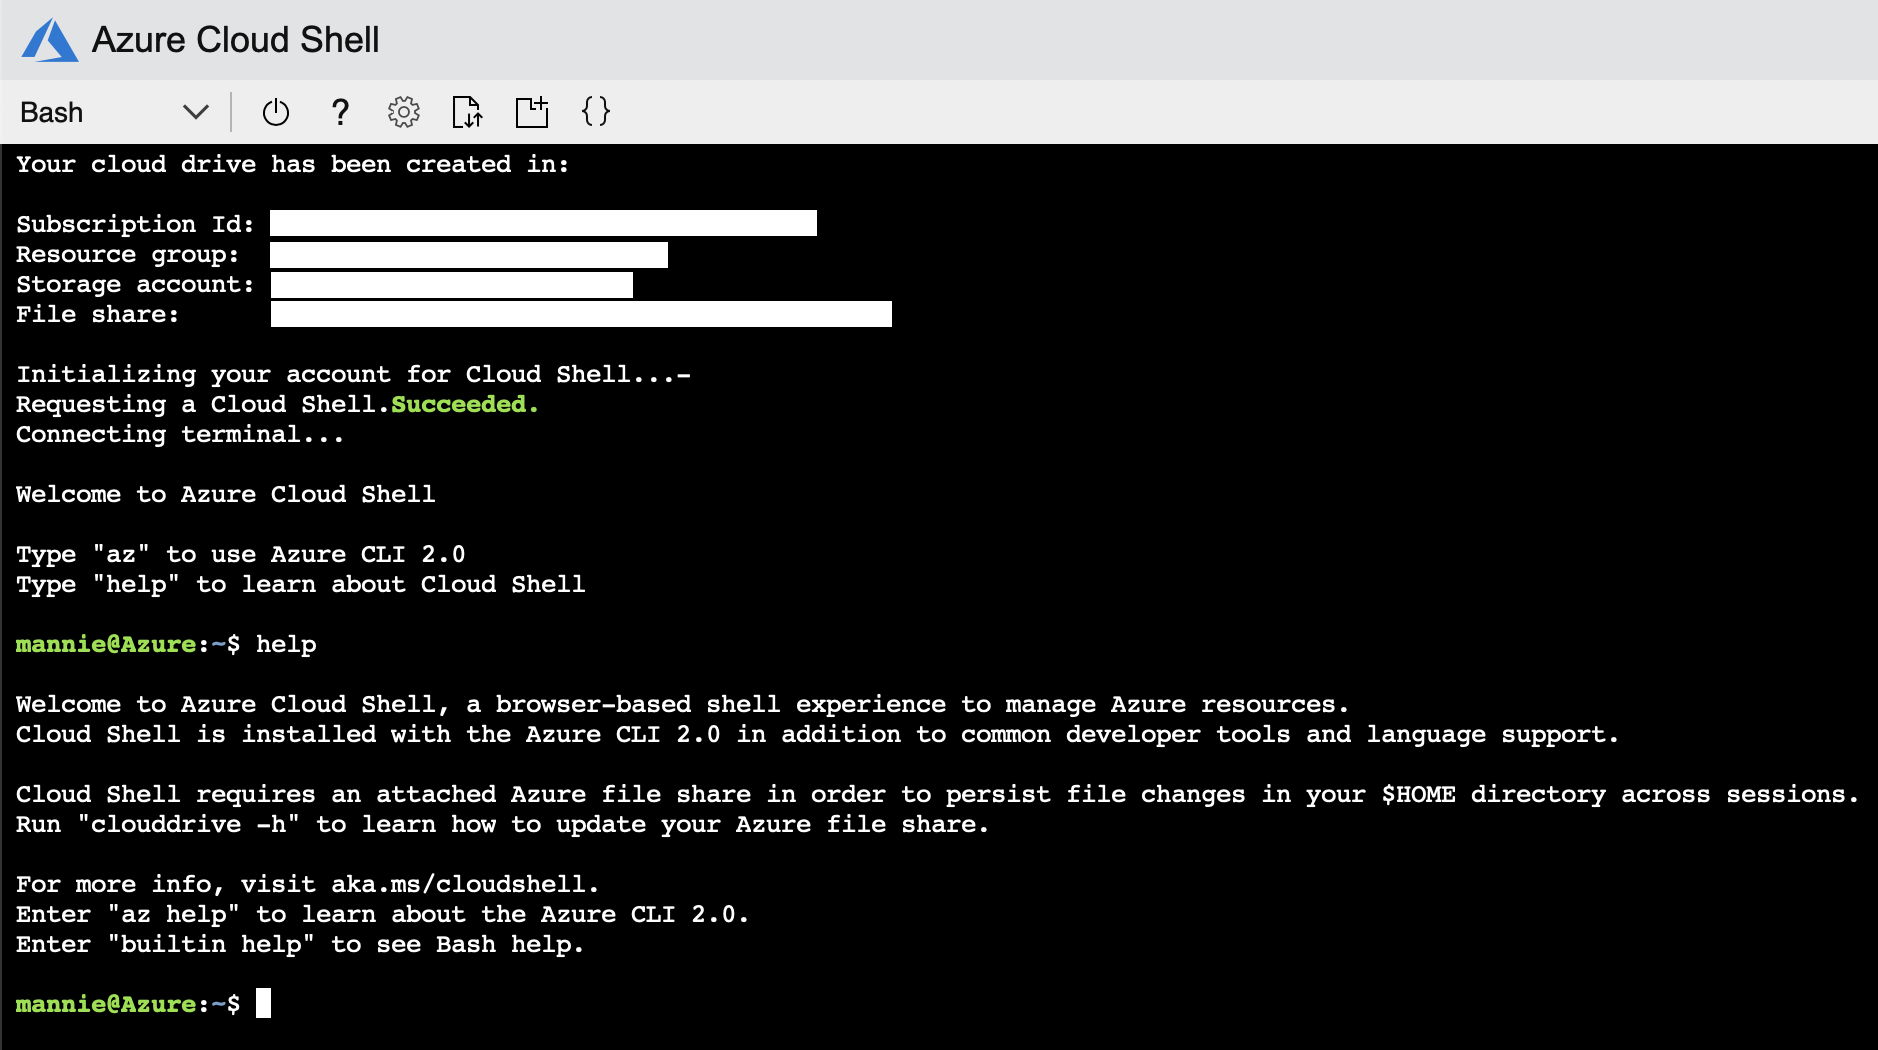 Azure Cloud Shell
Bash
?
{}
Your cloud drive has been created in:
Subscription Id:
Resource group:
Storage account:
File share:
Initializing your account for Cloud Shell...-
Requesting a Cloud Shell.Succeeded.
Connecting terminal...
Welcome to Azure Cloud Shell
Type "az" to use Azure CLI 2.0
Type "help" to learn about Cloud Shell
mannie@Azure:~$ help
Welcome to Azure Cloud Shell, a browser-based shell experience to manage Azure resources.
Cloud Shell is installed with the Azure CLI 2.0 in addition to common developer tools and language support.
Cloud Shell requires an attached Azure file share in order to persist file changes in your $HOME directory across sessions.
Run "clouddrive -h" to learn how to update your Azure file share.
For more info, visit aka.ms/cloudshell.
Enter "az help" to learn about the Azure CLI 2.0.
Enter "builtin help" to see Bash help.
mannie@Azure:~$